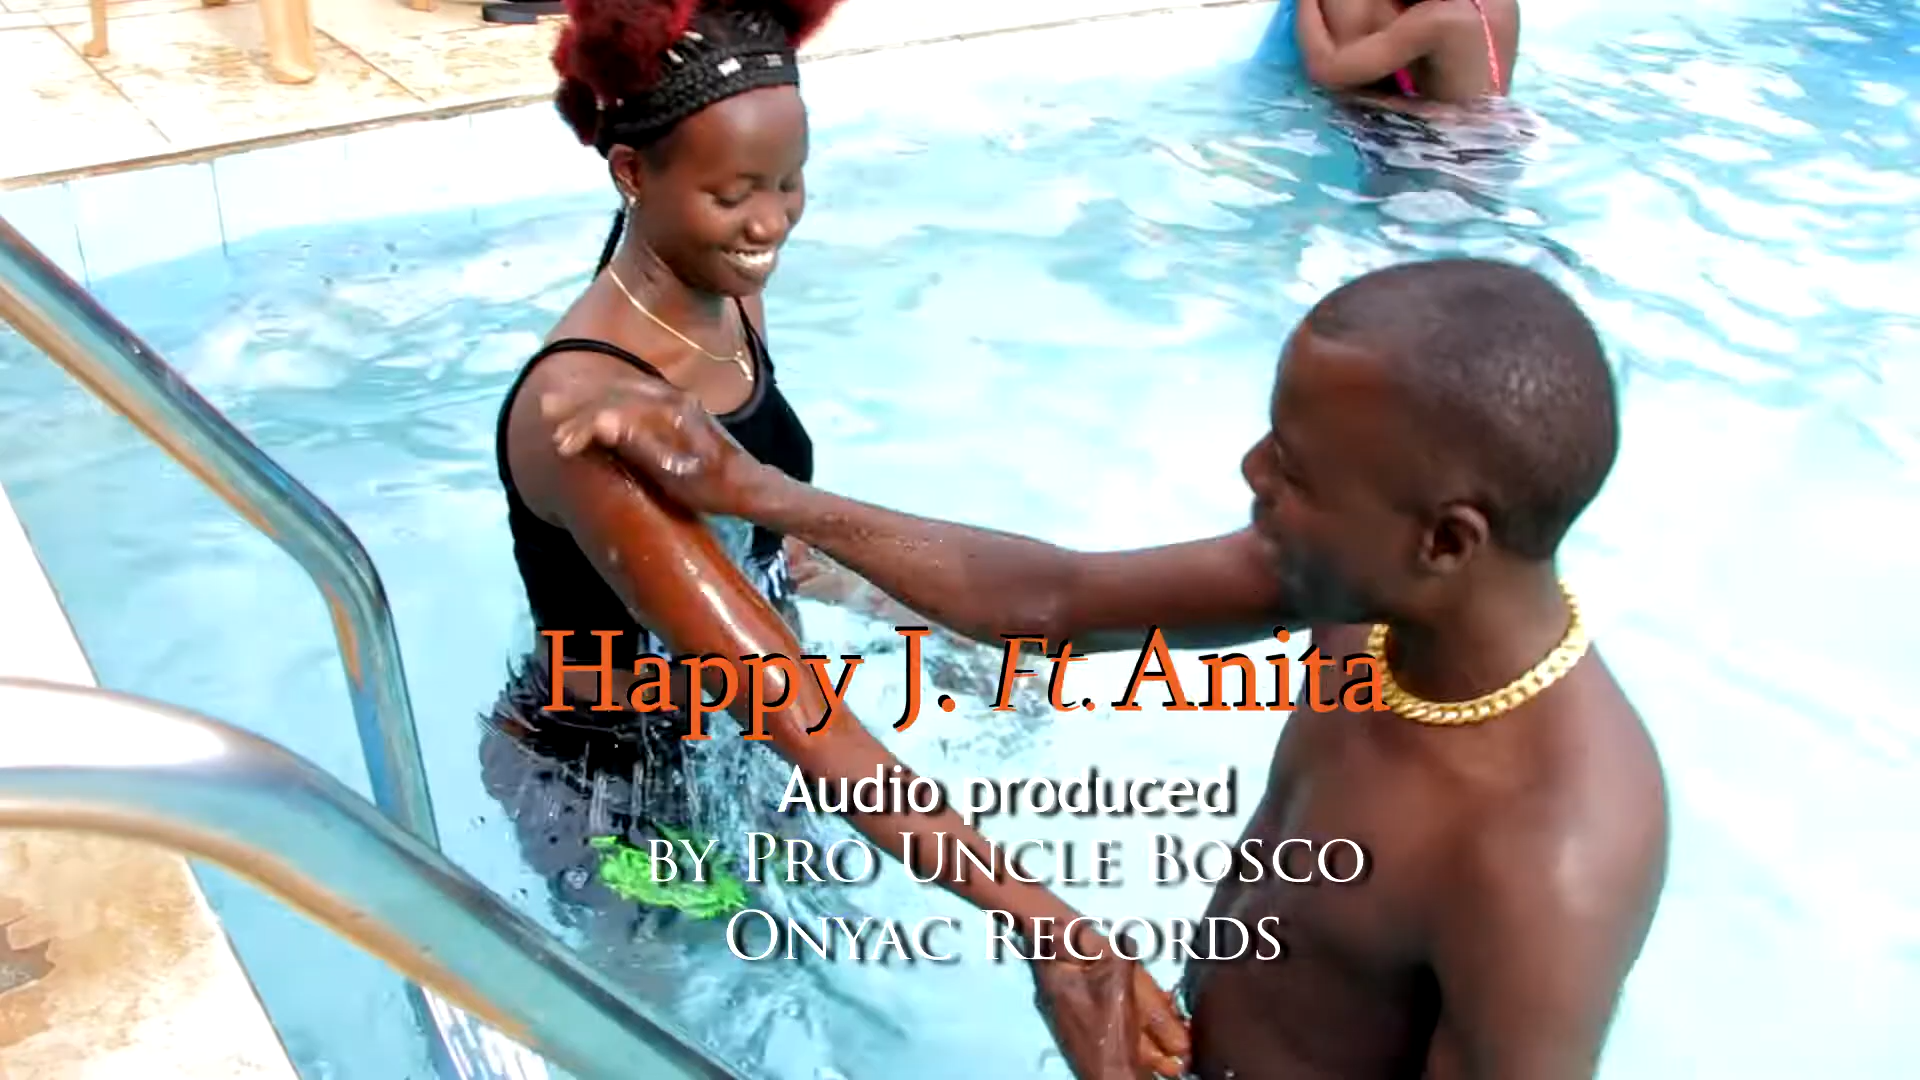 Happy J. Ft. Anita
Audio produced
BY PRO UNCLE BOSCO
ONYAC RECORDS